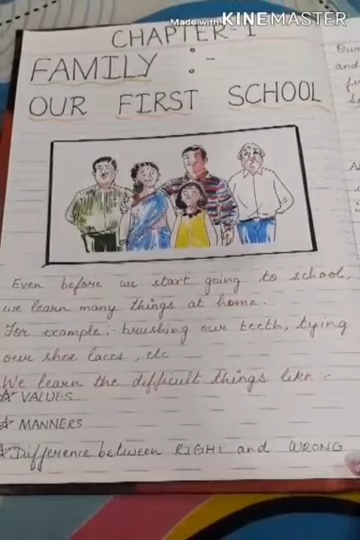 Made with KINEMASTER
CHAPTER-1
FAMILY :-
OUR FIRST SCHOOL
Even before we start going to school,
we learn many things at home.
For example:- brushing our teeth, tying
our shoe laces, etc
We learn the difficult things like :-
☆ VALUES
☆ MANNERS
☆ Difference between RIGHT and WRONG
Our
and